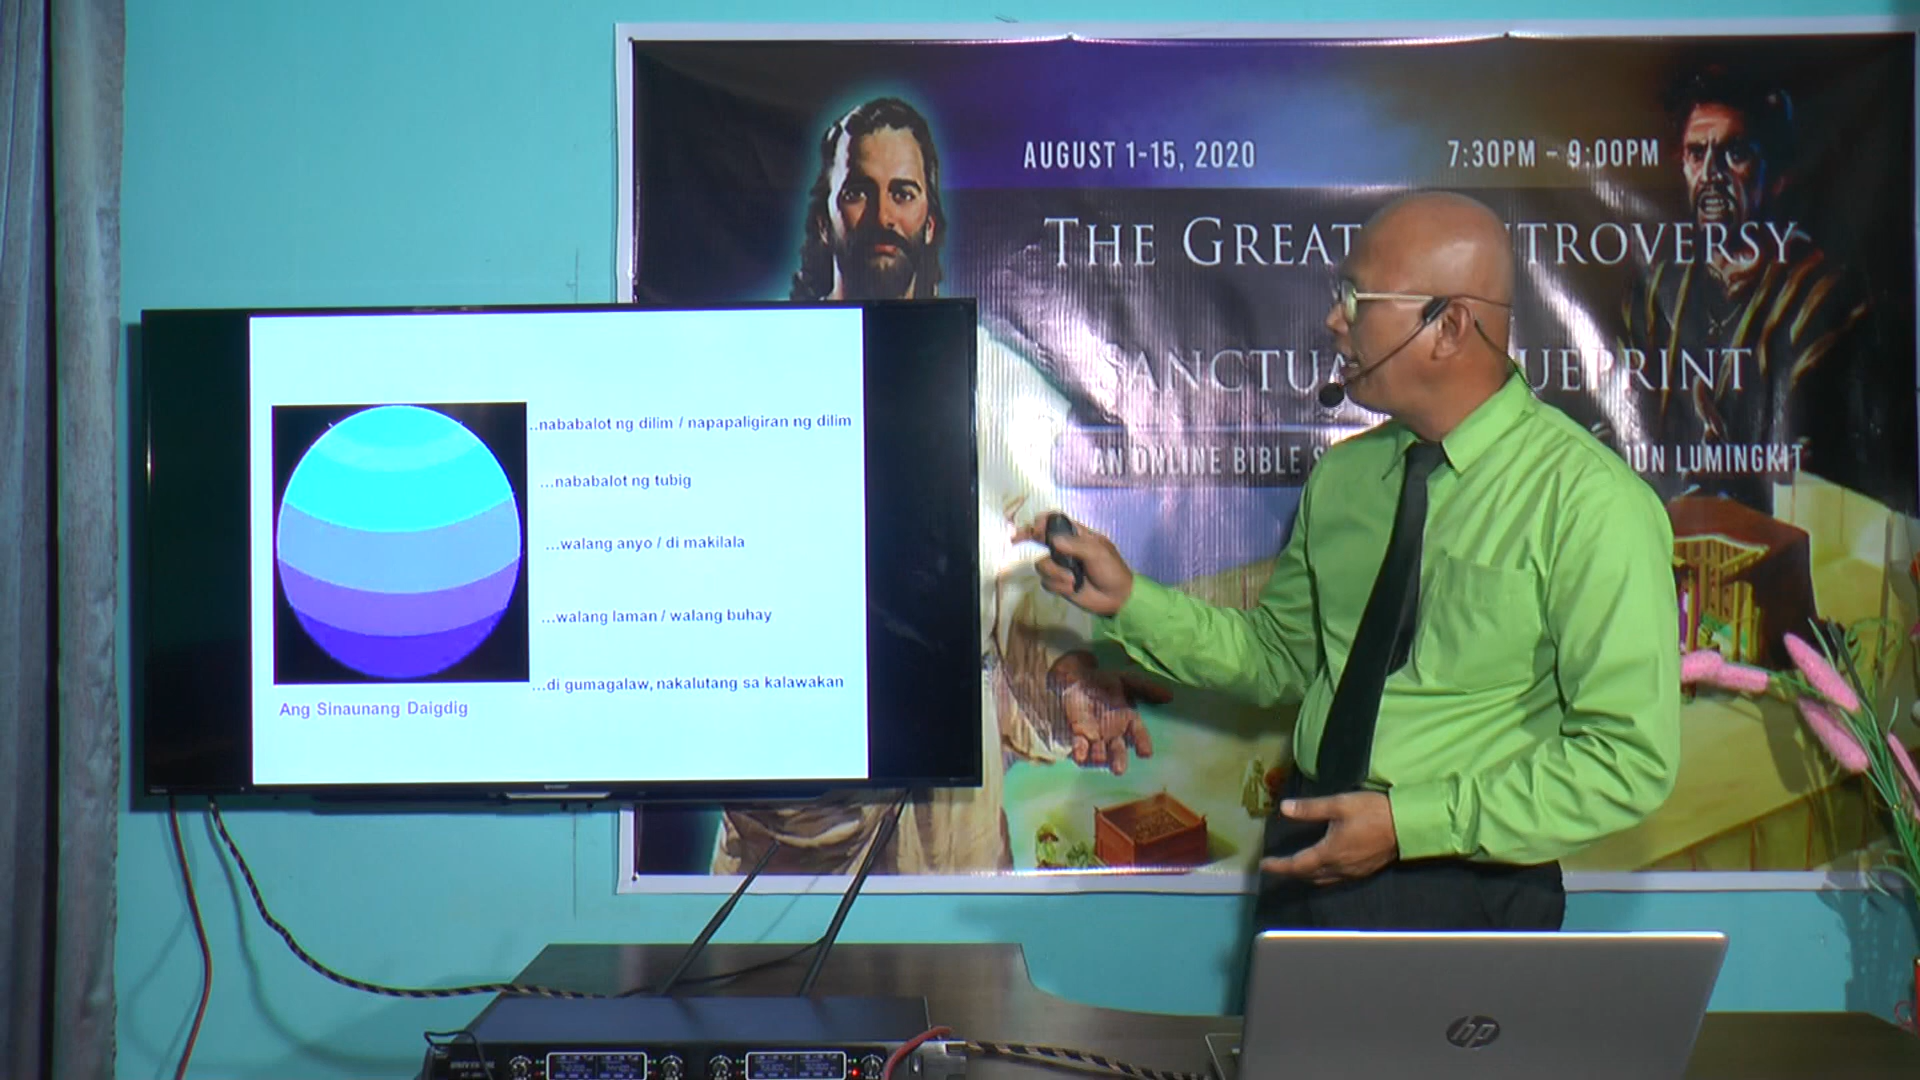 AUGUST 1-15, 2020
7:30PM - 9:00PM
THE GREAT NTROVERSY
SANCTUA UEPRINT
AN ONLINE BIBLE S JUN LUMINGKIT
..nababalot ng dilim / napapaligiran ng dilim
...nababalot ng tubig
...walang anyo / di makilala
...walang laman / walang buhay
...di gumagalaw, nakalutang sa kalawakan
Ang Sinaunang Daigdig
hp